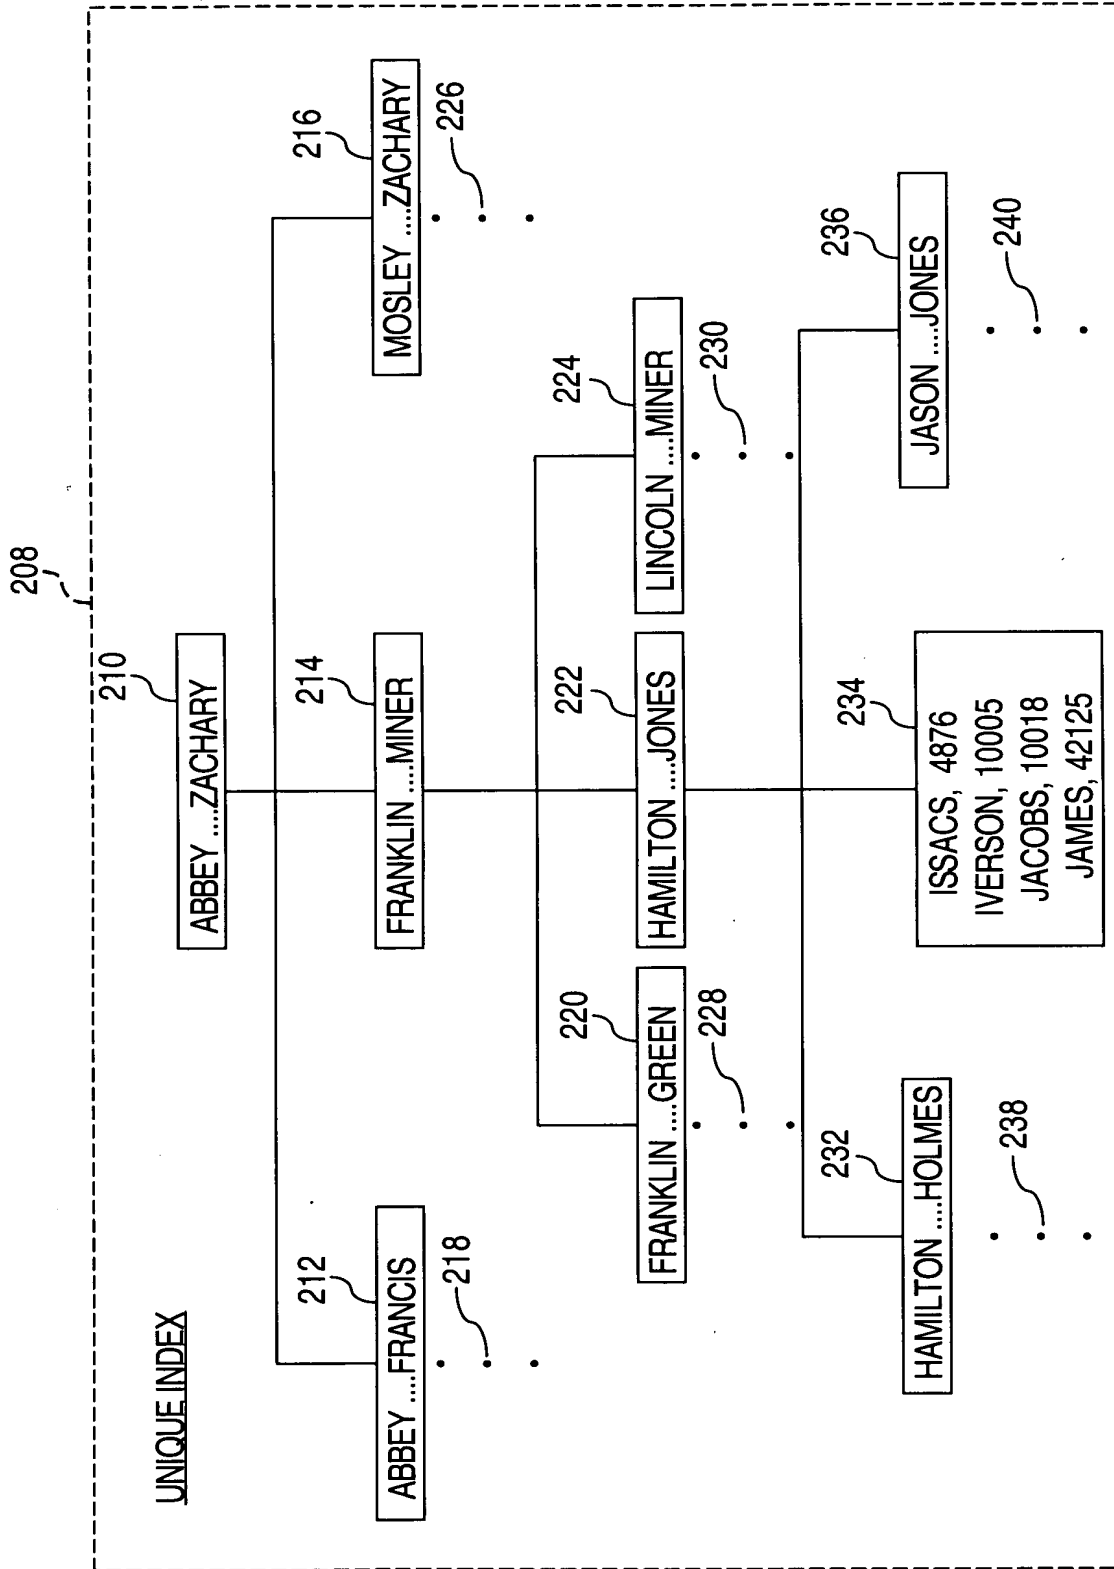 208
UNIQUE INDEX
210
ABBEY ....ZACHARY
212
ABBEY ....FRANCIS
214
FRANKLIN ....MINER
216
MOSLEY ....ZACHARY
218
226
220
FRANKLIN ....GREEN
222
HAMILTON ....JONES
224
LINCOLN ....MINER
228
230
232
HAMILTON ....HOLMES
234
ISSACS, 4876
IVERSON, 10005
JACOBS, 10018
JAMES, 42125
236
JASON ....JONES
238
240